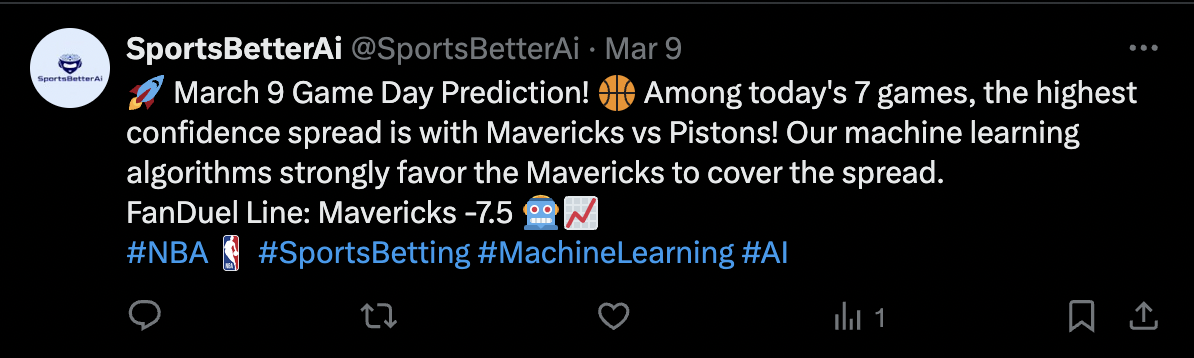 SportsBetterAi @SportsBetterAi · Mar 9
🚀 March 9 Game Day Prediction! 🏀 Among today's 7 games, the highest
confidence spread is with Mavericks vs Pistons! Our machine learning
algorithms strongly favor the Mavericks to cover the spread.
FanDuel Line: Mavericks -7.5 🤖📈
#NBA #SportsBetting #MachineLearning #AI
1
SportsBetterAi